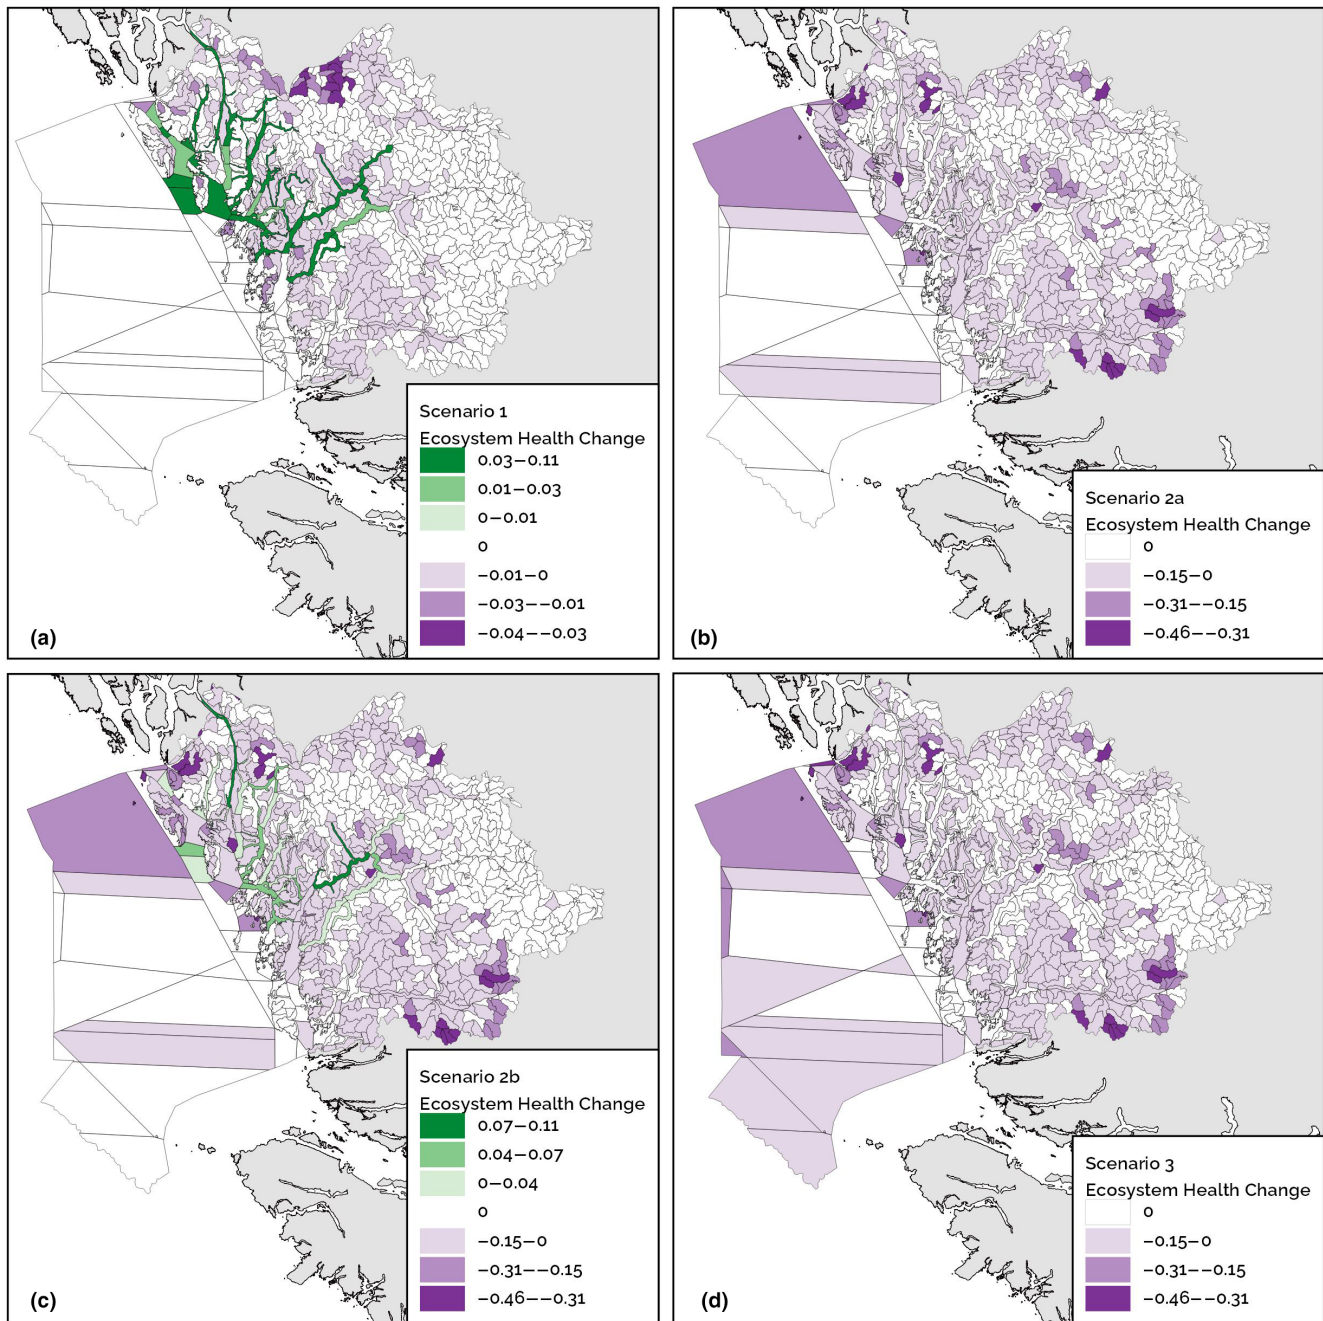 Scenario 1
Ecosystem Health Change
0.03–0.11
0.01–0.03
0–0.01
0
–0.01–0
–0.03––0.01
–0.04––0.03
(a)
Scenario 2a
Ecosystem Health Change
0
–0.15–0
–0.31––0.15
–0.46––0.31
(b)
Scenario 2b
Ecosystem Health Change
0.07–0.11
0.04–0.07
0–0.04
0
–0.15–0
–0.31––0.15
–0.46––0.31
(c)
Scenario 3
Ecosystem Health Change
0
–0.15–0
–0.31––0.15
–0.46––0.31
(d)